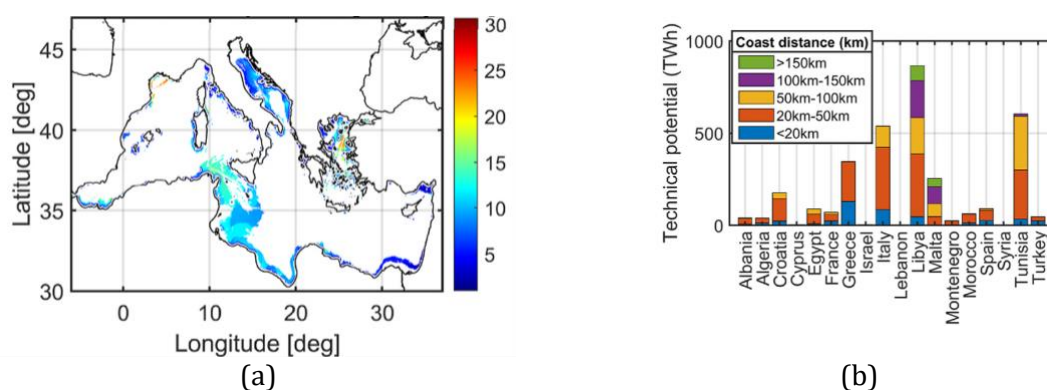 45
40
35
30
Latitude [deg]
0
10
20
30
Longitude [deg]
30
25
20
15
10
5
(a)
1000
500
0
Technical potential (TWh)
Coast distance (km)
>150km
100km-150km
50km-100km
20km-50km
<20km
Albania
Algeria
Croatia
Cyprus
Egypt
France
Greece
Israel
Italy
Lebanon
Libya
Malta
Montenegro
Morocco
Spain
Syria
Tunisia
Turkey
(b)